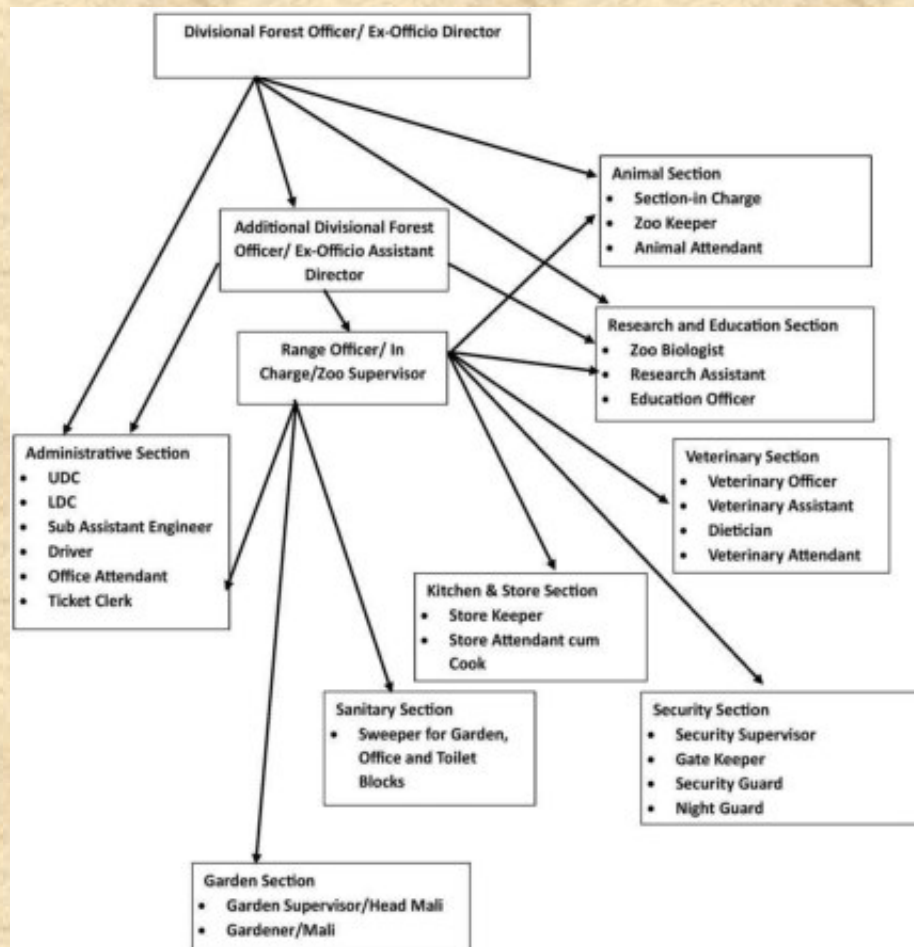 Divisional Forest Officer/ Ex-Officio Director
Animal Section
• Section-in Charge
• Zoo Keeper
• Animal Attendant
Additional Divisional Forest
Officer/ Ex-Officio Assistant
Director
Range Officer/ In
Charge/Zoo Supervisor
Research and Education Section
• Zoo Biologist
• Research Assistant
• Education Officer
Administrative Section
• UDC
• LDC
• Sub Assistant Engineer
• Driver
• Office Attendant
• Ticket Clerk
Veterinary Section
• Veterinary Officer
• Veterinary Assistant
• Dietician
• Veterinary Attendant
Kitchen & Store Section
• Store Keeper
• Store Attendant cum
Cook
Sanitary Section
• Sweeper for Garden,
Office and Toilet
Blocks
Security Section
• Security Supervisor
• Gate Keeper
• Security Guard
• Night Guard
Garden Section
• Garden Supervisor/Head Mali
• Gardener/Mali